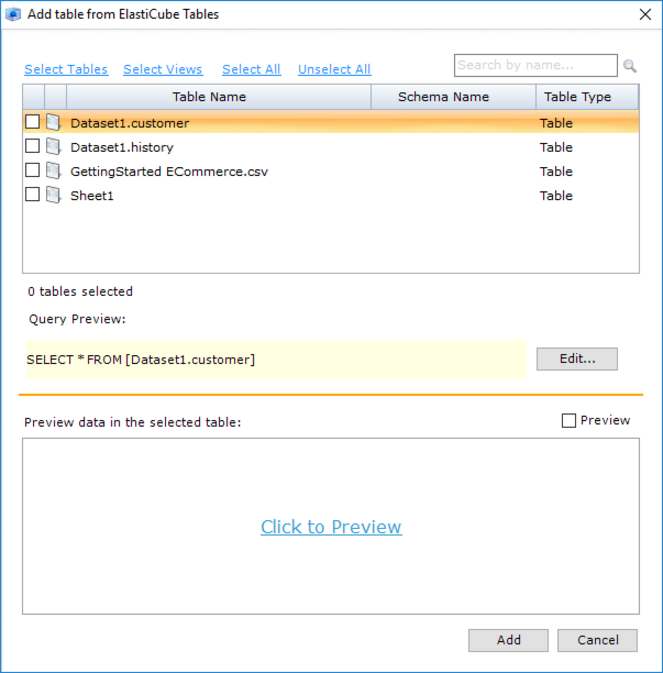 Add table from ElastiCube Tables
Select Tables Select Views Select All Unselect All Search by name...
Table Name Schema Name Table Type
Dataset1.customer Table
Dataset1.history Table
GettingStarted ECommerce.csv Table
Sheet1 Table
0 tables selected
Query Preview:
SELECT * FROM [Dataset1.customer] Edit...
Preview data in the selected table: Preview
Click to Preview
Add Cancel